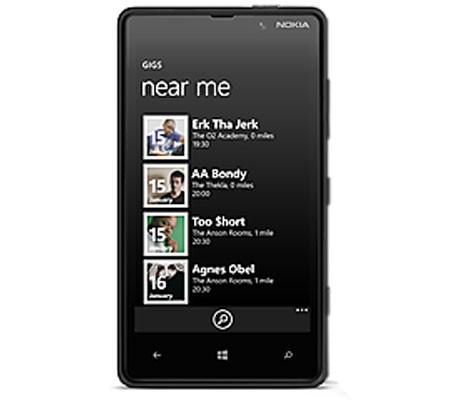 NOKIA
GIGS
near me
15
January
Erk Tha Jerk
The O2 Academy, 0 miles
19:30
15
January
AA Bondy
The Thekla, 0 miles
20:00
15
January
Too $hort
The Anson Rooms, 1 mile
20:30
16
January
Agnes Obel
The Anson Rooms, 1 mile
20:30